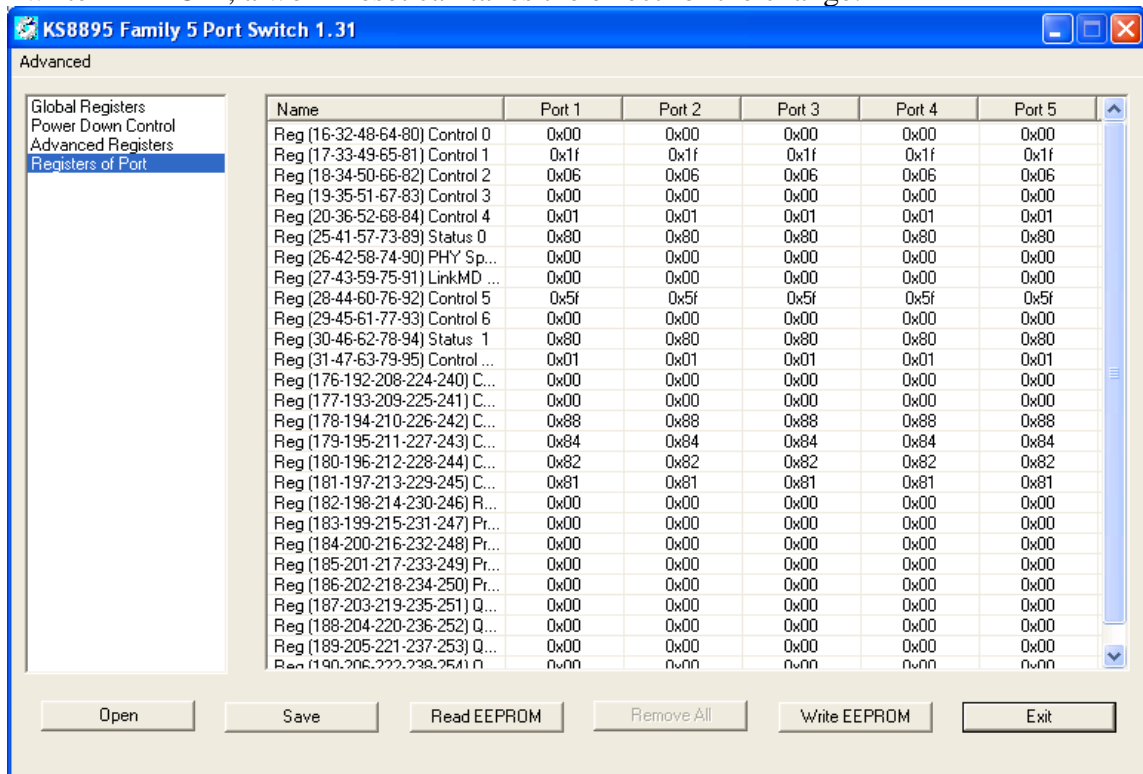 KS8895 Family 5 Port Switch 1.31
Advanced
Global Registers
Power Down Control
Advanced Registers
Registers of Port
Name Port 1 Port 2 Port 3 Port 4 Port 5
Reg (16-32-48-64-80) Control 0 0x00 0x00 0x00 0x00 0x00
Reg (17-33-49-65-81) Control 1 0x1f 0x1f 0x1f 0x1f 0x1f
Reg (18-34-50-66-82) Control 2 0x06 0x06 0x06 0x06 0x06
Reg (19-35-51-67-83) Control 3 0x00 0x00 0x00 0x00 0x00
Reg (20-36-52-68-84) Control 4 0x01 0x01 0x01 0x01 0x01
Reg (25-41-57-73-89) Status 0 0x80 0x80 0x80 0x80 0x80
Reg (26-42-58-74-90) PHY Sp... 0x00 0x00 0x00 0x00 0x00
Reg (27-43-59-75-91) LinkMD ... 0x00 0x00 0x00 0x00 0x00
Reg (28-44-60-76-92) Control 5 0x5f 0x5f 0x5f 0x5f 0x5f
Reg (29-45-61-77-93) Control 6 0x00 0x00 0x00 0x00 0x00
Reg (30-46-62-78-94) Status 1 0x80 0x80 0x80 0x80 0x80
Reg (31-47-63-79-95) Control ... 0x01 0x01 0x01 0x01 0x01
Reg (176-192-208-224-240) C... 0x00 0x00 0x00 0x00 0x00
Reg (177-193-209-225-241) C... 0x00 0x00 0x00 0x00 0x00
Reg (178-194-210-226-242) C... 0x88 0x88 0x88 0x88 0x88
Reg (179-195-211-227-243) C... 0x84 0x84 0x84 0x84 0x84
Reg (180-196-212-228-244) C... 0x82 0x82 0x82 0x82 0x82
Reg (181-197-213-229-245) C... 0x81 0x81 0x81 0x81 0x81
Reg (182-198-214-230-246) R... 0x00 0x00 0x00 0x00 0x00
Reg (183-199-215-231-247) Pr... 0x00 0x00 0x00 0x00 0x00
Reg (184-200-216-232-248) Pr... 0x00 0x00 0x00 0x00 0x00
Reg (185-201-217-233-249) Pr... 0x00 0x00 0x00 0x00 0x00
Reg (186-202-218-234-250) Pr... 0x00 0x00 0x00 0x00 0x00
Reg (187-203-219-235-251) Q... 0x00 0x00 0x00 0x00 0x00
Reg (188-204-220-236-252) Q... 0x00 0x00 0x00 0x00 0x00
Reg (189-205-221-237-253) Q... 0x00 0x00 0x00 0x00 0x00
Reg (190-206-222-238-254) Q... 0x00 0x00 0x00 0x00 0x00
Open Save Read EEPROM Remove All Write EEPROM Exit